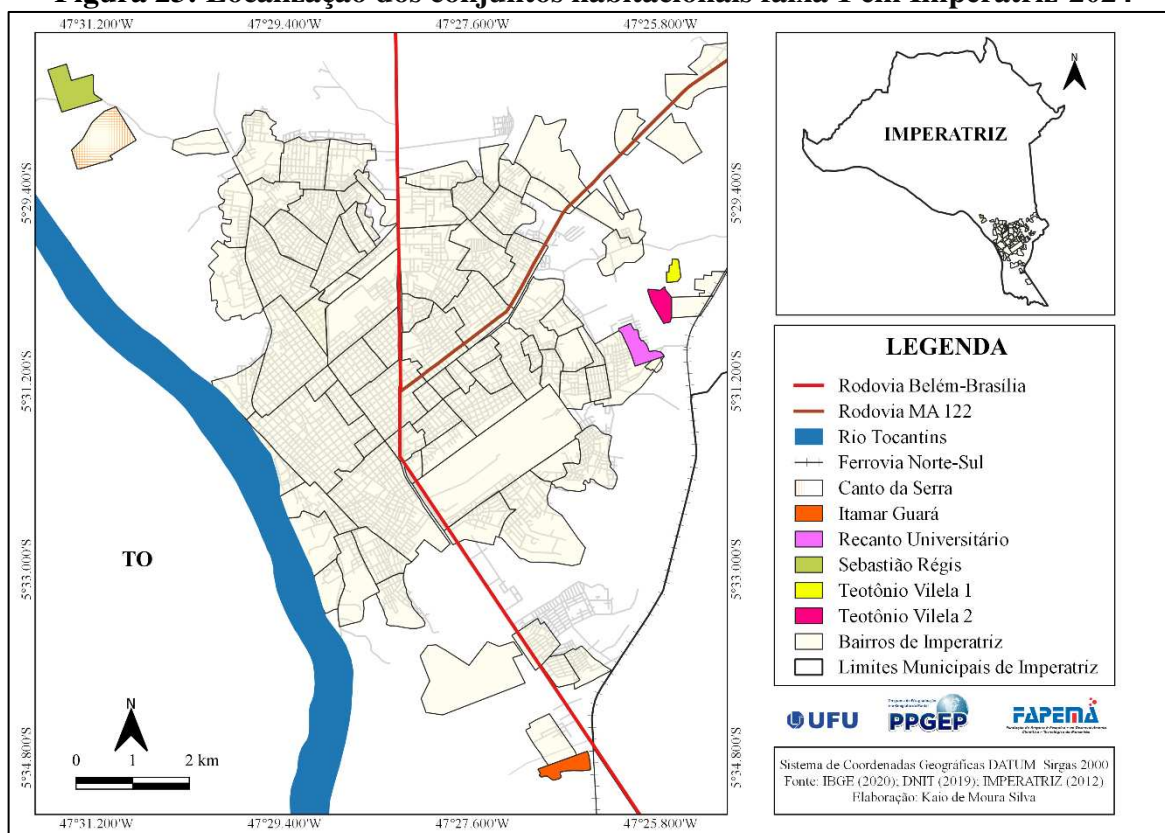 Figura 23: Localização dos conjuntos habitacionais faixa 1 em Imperatriz-2024
47°31.200'W
47°29.400'W
47°27.600'W
47°25.800'W
5°29.400'S
5°31.200'S
5°33.000'S
5°34.800'S
TO
N
0 1 2 km
5°29.400'S
5°31.200'S
5°33.000'S
5°34.800'S
47°31.200'W
47°29.400'W
47°27.600'W
47°25.800'W
N
IMPERATRIZ
LEGENDA
Rodovia Belém-Brasília
Rodovia MA 122
Rio Tocantins
Ferrovia Norte-Sul
Canto da Serra
Itamar Guará
Recanto Universitário
Sebastião Régis
Teotônio Vilela 1
Teotônio Vilela 2
Bairros de Imperatriz
Limites Municipais de Imperatriz
UFU
PPGEP
FAPEMA
Sistema de Coordenadas Geográficas DATUM Sirgas 2000
Fonte: IBGE (2020); DNIT (2019); IMPERATRIZ (2012)
Elaboração: Kaio de Moura Silva